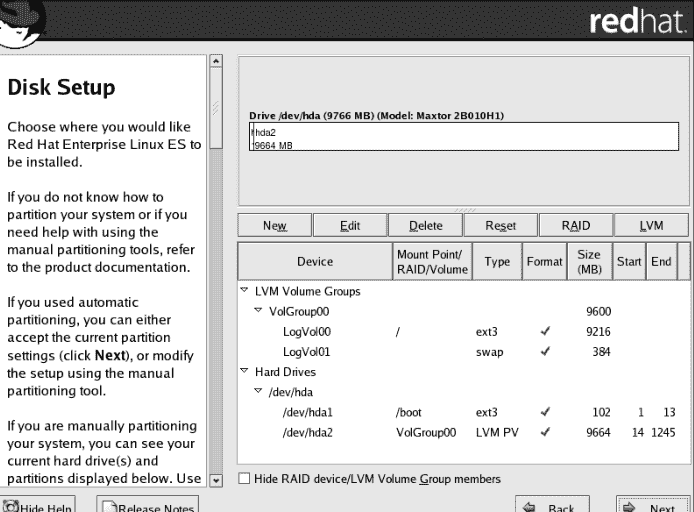 redhat.
Disk Setup
Choose where you would like
Red Hat Enterprise Linux ES to
be installed.
If you do not know how to
partition your system or if you
need help with using the
manual partitioning tools, refer
to the product documentation.
If you used automatic
partitioning, you can either
accept the current partition
settings (click Next), or modify
the setup using the manual
partitioning tool.
If you are manually partitioning
your system, you can see your
current hard drive(s) and
partitions displayed below. Use
Drive /dev/hda (9766 MB) (Model: Maxtor 2B010H1)
hda2
9664 MB
New Edit Delete Reset RAID LVM
Device Mount Point/ RAID/Volume Type Format Size (MB) Start End
LVM Volume Groups
VolGroup00 9600
LogVol00 / ext3 ✓ 9216
LogVol01 swap ✓ 384
Hard Drives
/dev/hda
/dev/hda1 /boot ext3 ✓ 102 1 13
/dev/hda2 VolGroup00 LVM PV ✓ 9664 14 1245
Hide RAID device/LVM Volume Group members
Hide Help Release Notes Back Next